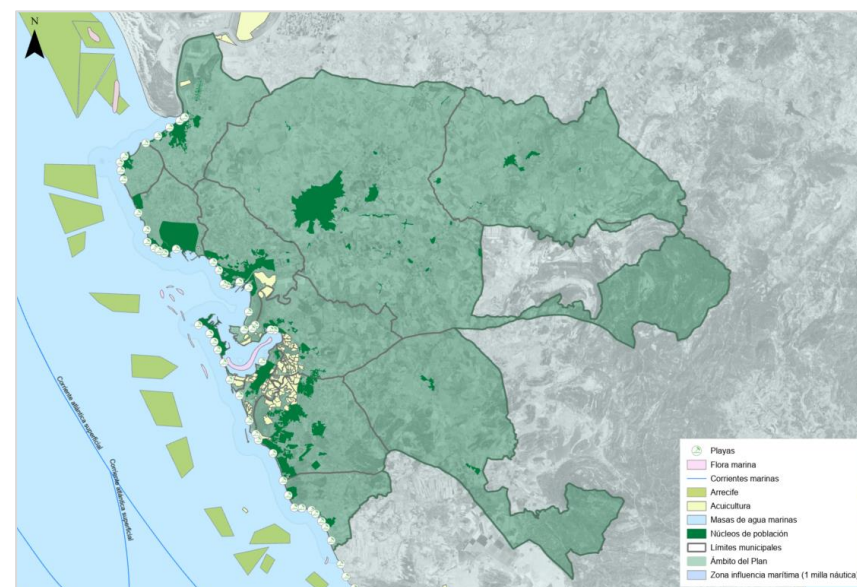 N
Corriente atlántica superficial
Corriente atlántica superficial
Playas
Flora marina
Corrientes marinas
Arrecife
Acuicultura
Masas de agua marinas
Núcleos de población
Límites municipales
Ámbito del Plan
Zona influencia marítima (1 milla náutica)